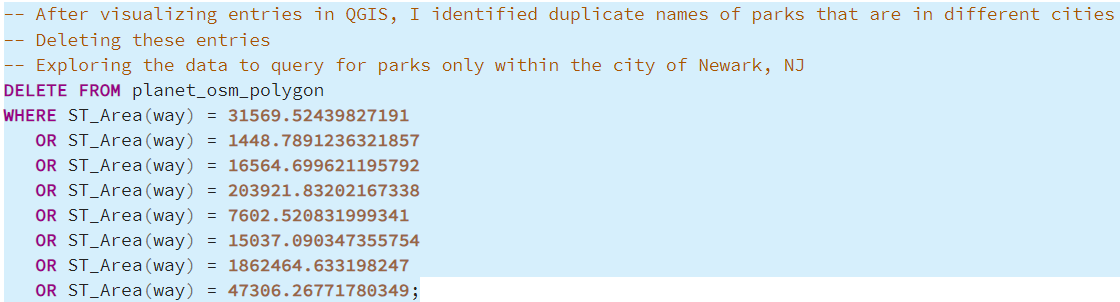 -- After visualizing entries in QGIS, I identified duplicate names of parks that are in different cities
-- Deleting these entries
-- Exploring the data to query for parks only within the city of Newark, NJ
DELETE FROM planet_osm_polygon
WHERE ST_Area(way) = 31569.52439827191
   OR ST_Area(way) = 1448.7891236321857
   OR ST_Area(way) = 16564.699621195792
   OR ST_Area(way) = 203921.83202167338
   OR ST_Area(way) = 7602.520831999341
   OR ST_Area(way) = 15037.090347355754
   OR ST_Area(way) = 1862464.633198247
   OR ST_Area(way) = 47306.26771780349;